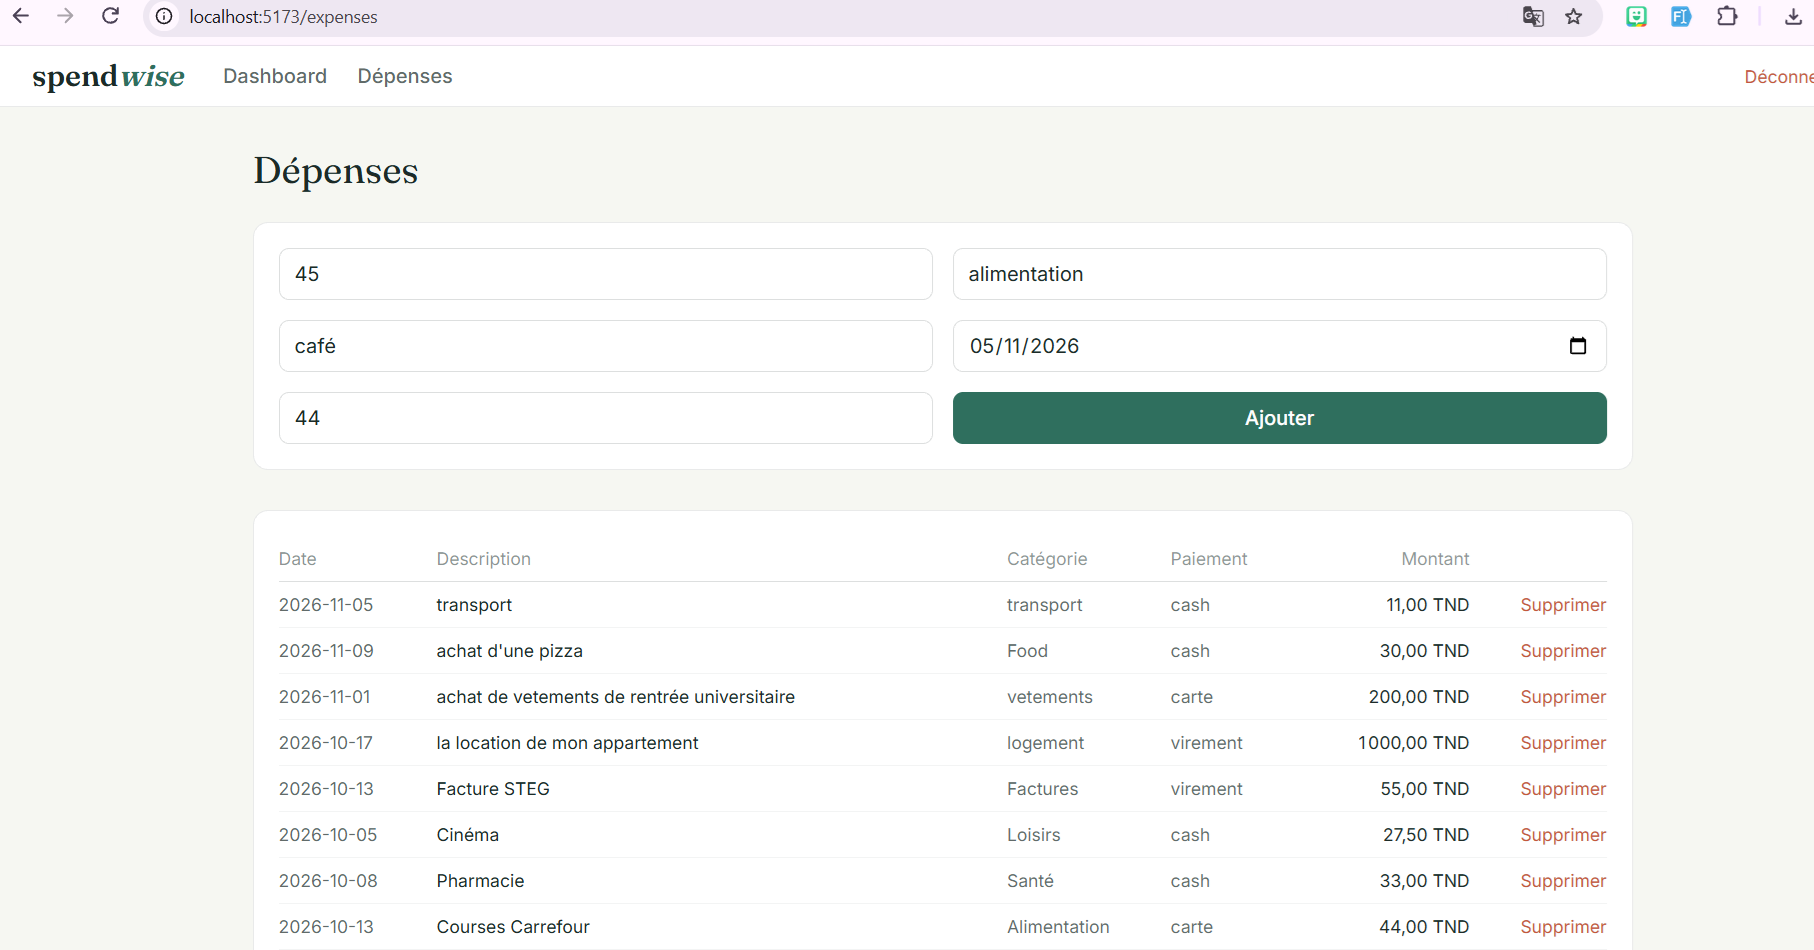 localhost:5173/expenses
spendwise Dashboard Dépenses Déconne
Dépenses
45 alimentation
café 05/11/2026
44 Ajouter
Date Description Catégorie Paiement Montant
2026-11-05 transport transport cash 11,00 TND Supprimer
2026-11-09 achat d'une pizza Food cash 30,00 TND Supprimer
2026-11-01 achat de vetements de rentrée universitaire vetements carte 200,00 TND Supprimer
2026-10-17 la location de mon appartement logement virement 1000,00 TND Supprimer
2026-10-13 Facture STEG Factures virement 55,00 TND Supprimer
2026-10-05 Cinéma Loisirs cash 27,50 TND Supprimer
2026-10-08 Pharmacie Santé cash 33,00 TND Supprimer
2026-10-13 Courses Carrefour Alimentation carte 44,00 TND Supprimer